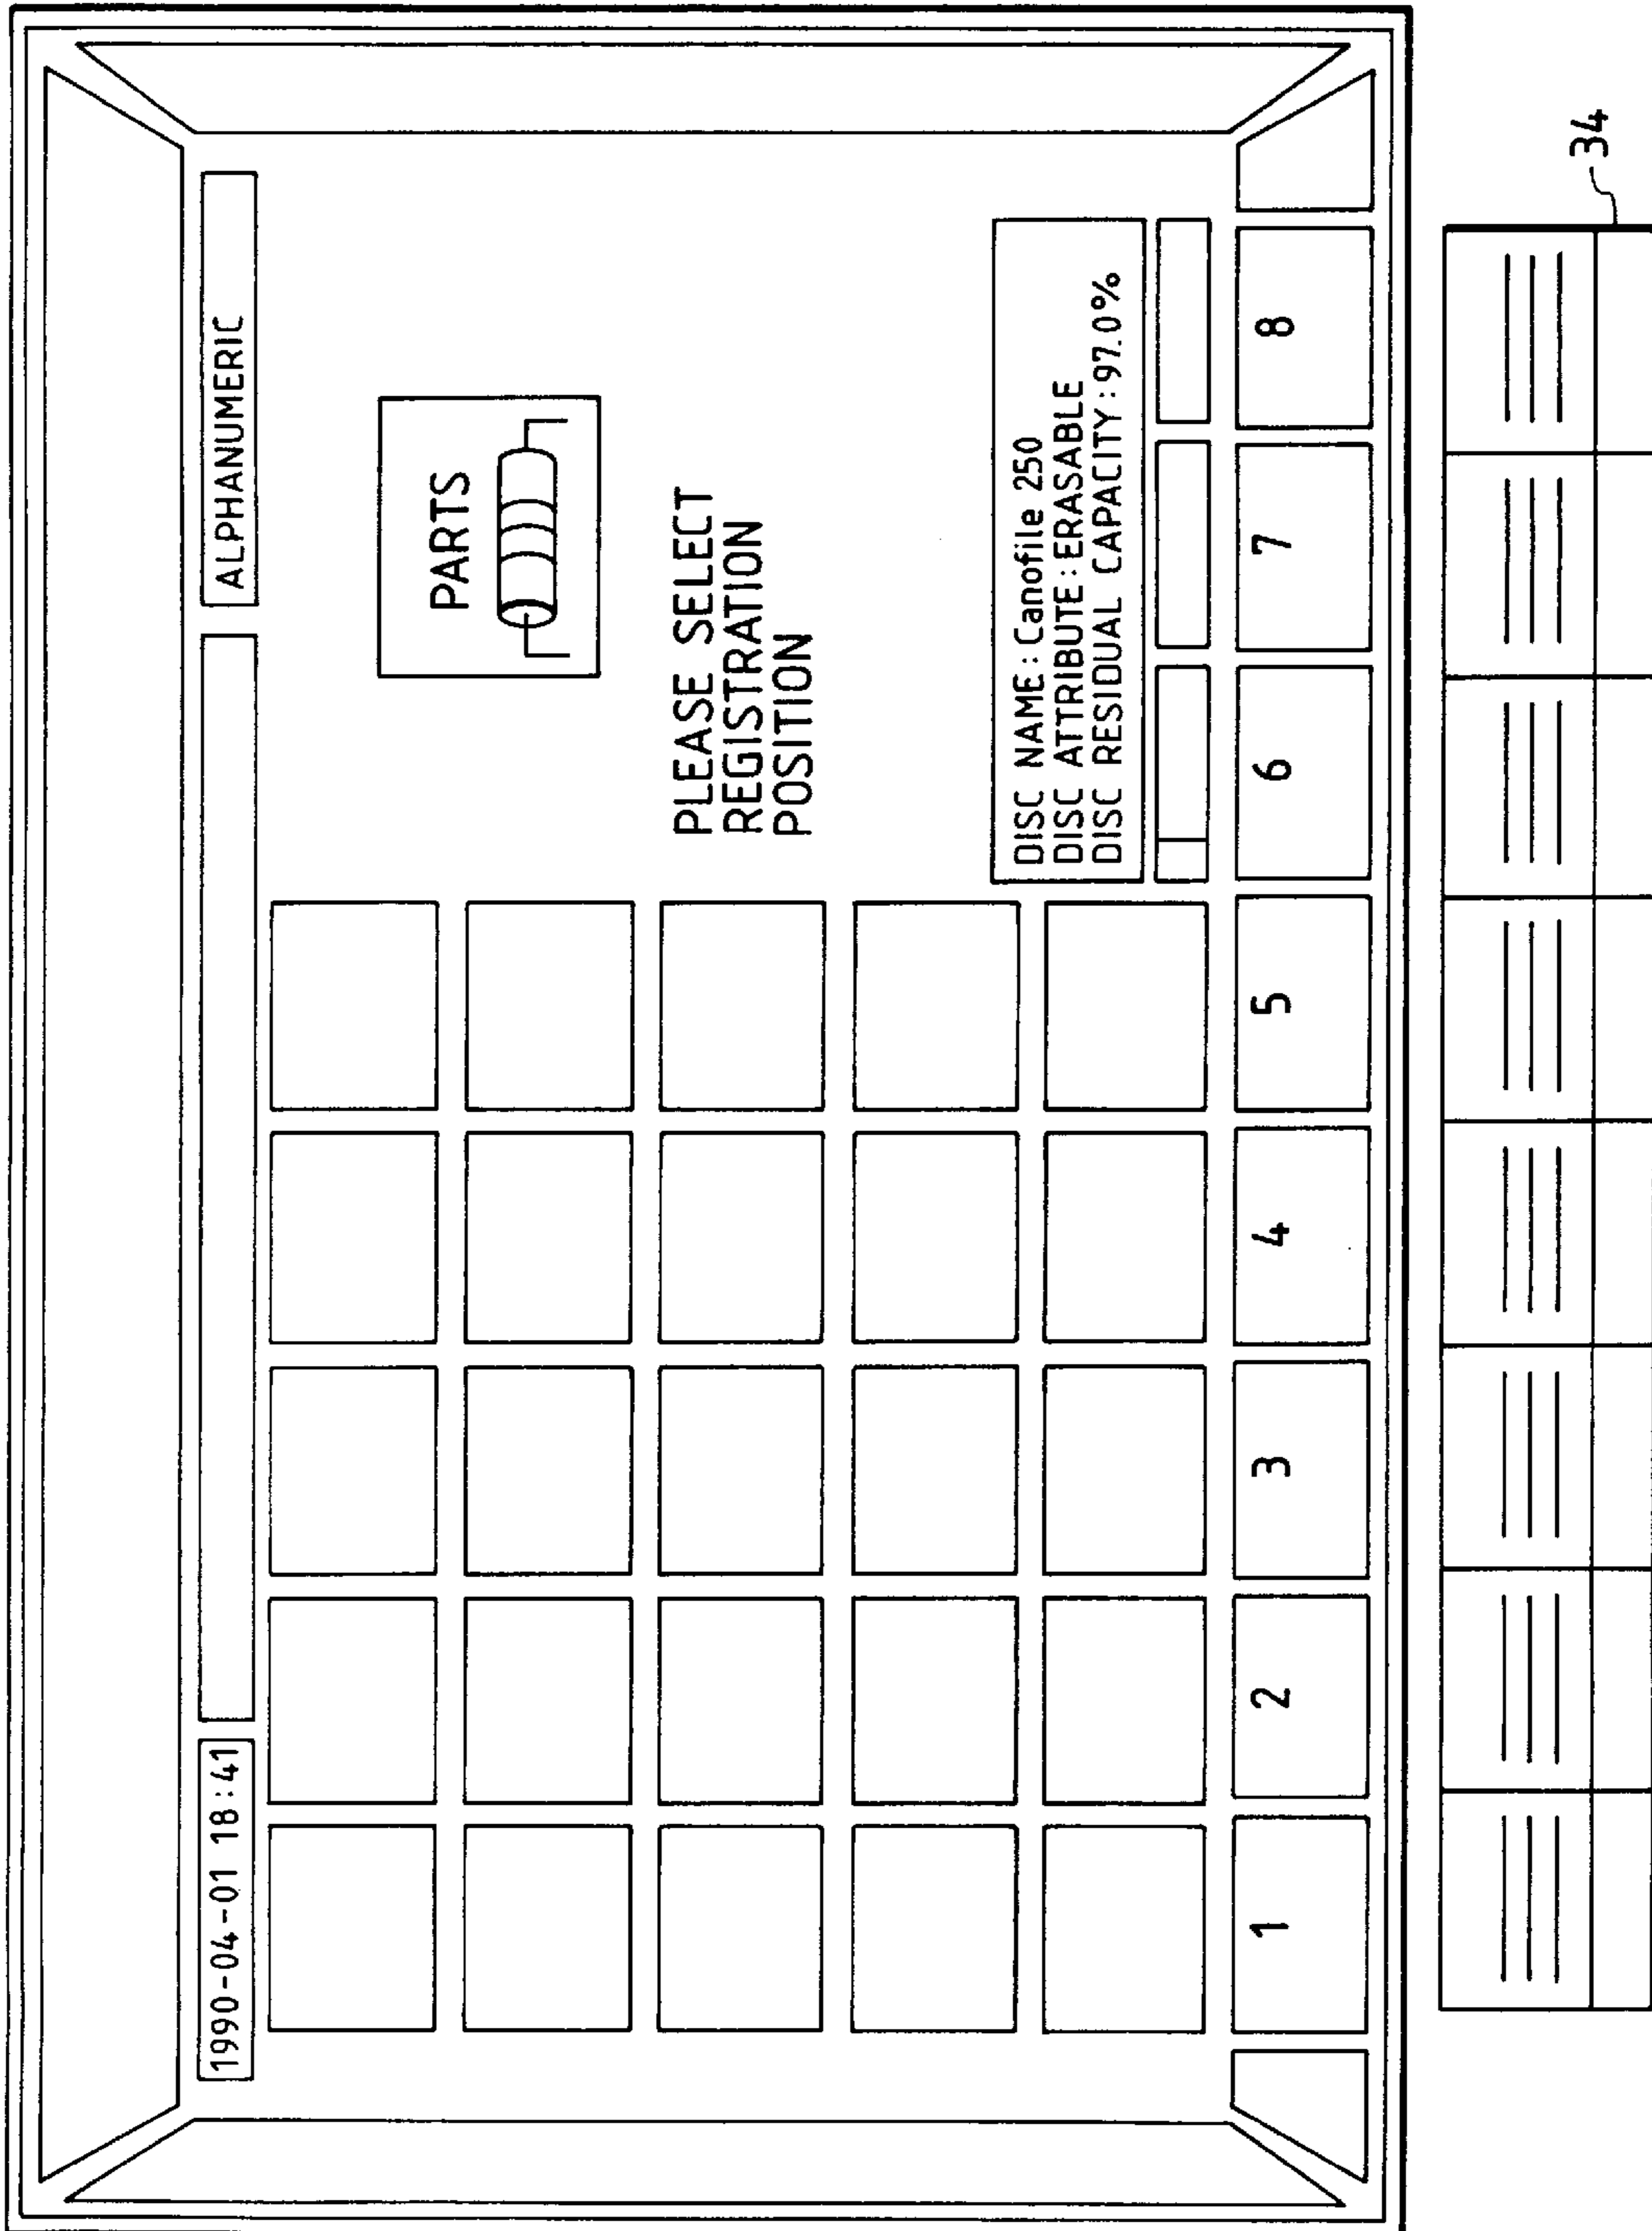 1990-04-01 18:41
ALPHANUMERIC
PARTS
PLEASE SELECT
REGISTRATION
POSITION
DISC NAME: Canofile 250
DISC ATTRIBUTE: ERASABLE
DISC RESIDUAL CAPACITY: 97.0%
1 2 3 4 5 6 7 8
34